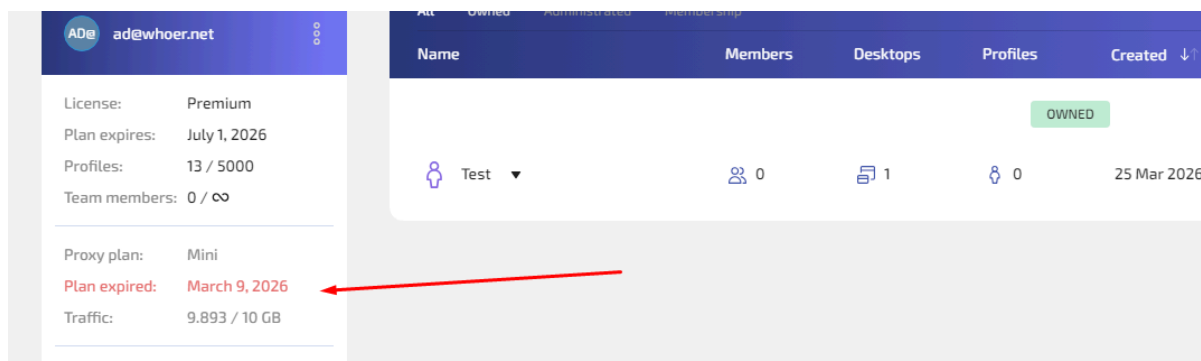 AD@ ad@whoer.net
License: Premium
Plan expires: July 1, 2026
Profiles: 13 / 5000
Team members: 0 / ∞
Proxy plan: Mini
Plan expired: March 9, 2026
Traffic: 9.893 / 10 GB
All Owned Administrated Membership
Name Members Desktops Profiles Created
OWNED
Test 0 1 0 25 Mar 2026